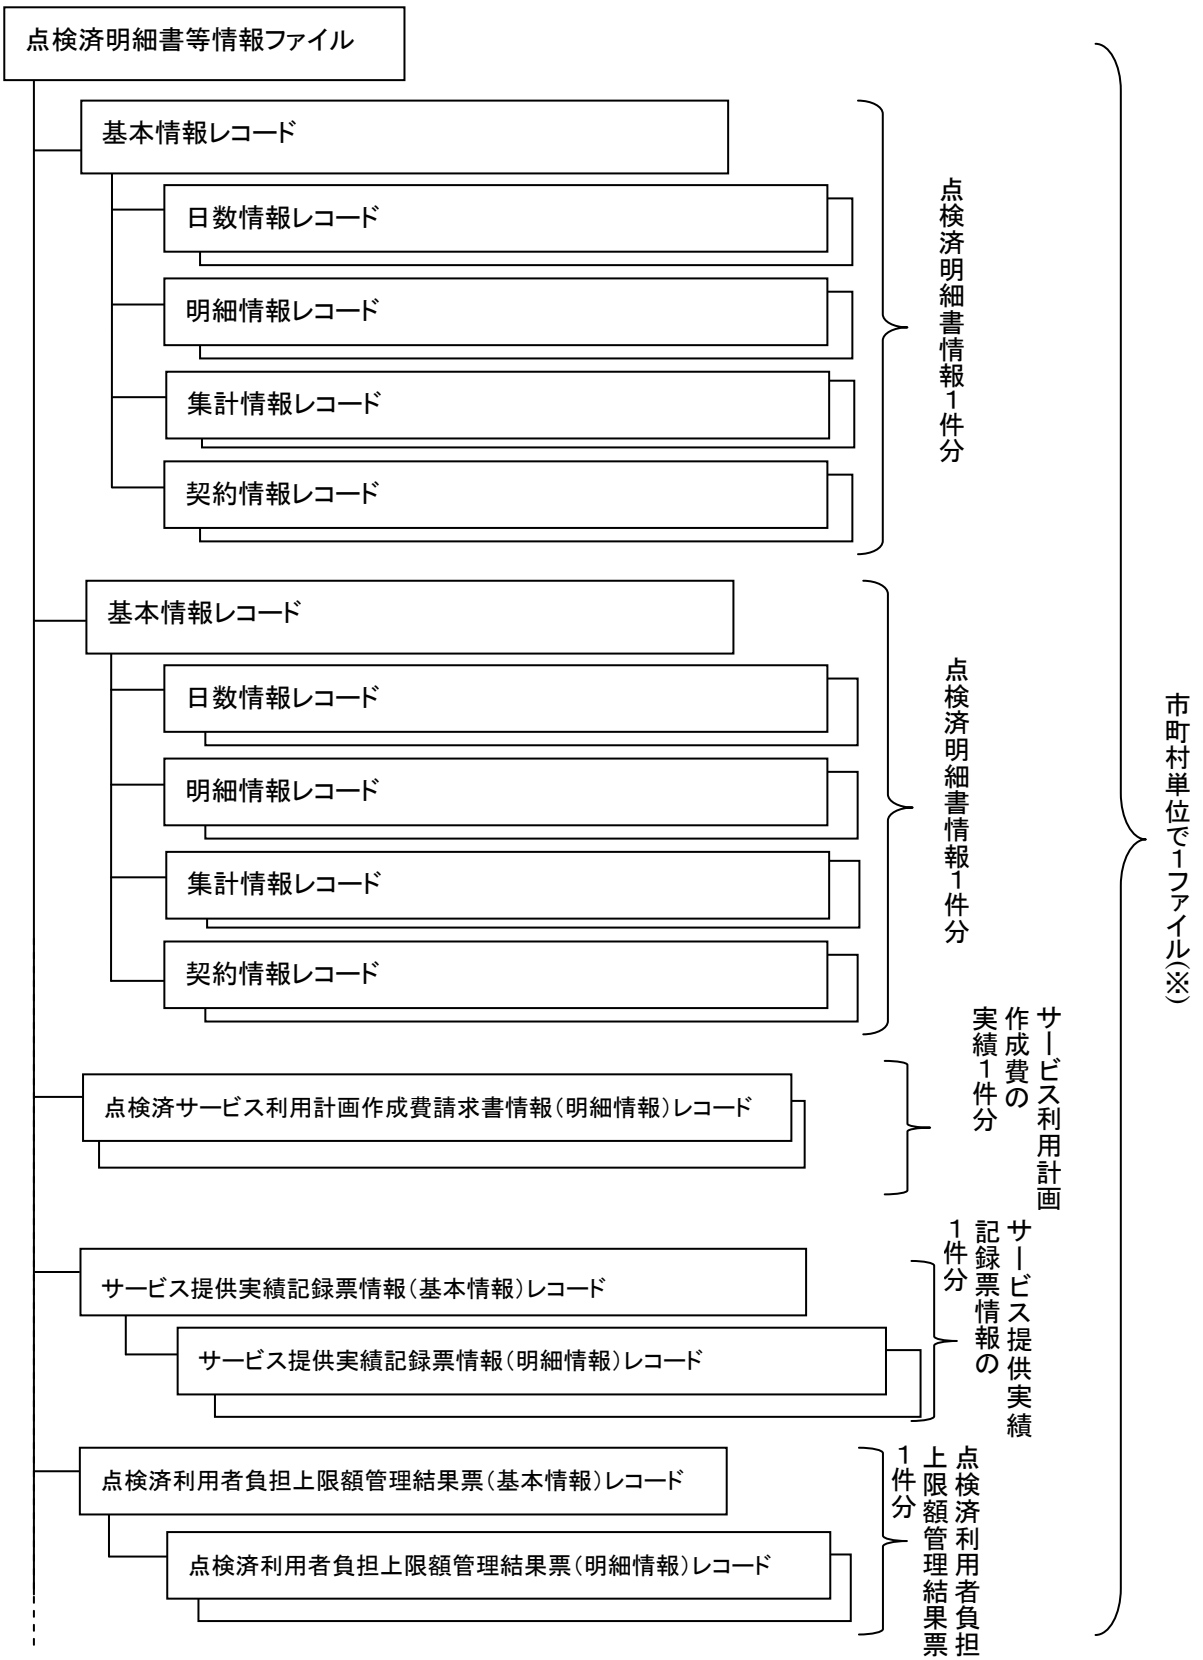 点検済明細書等情報ファイル
基本情報レコード
日数情報レコード
明細情報レコード
集計情報レコード
契約情報レコード
点検済明細書情報１件分
基本情報レコード
日数情報レコード
明細情報レコード
集計情報レコード
契約情報レコード
点検済明細書情報１件分
市町村単位で１ファイル(※)
点検済サービス利用計画作成費請求書情報(明細情報)レコード
サービス利用計画
作成費の
実績１件分
サービス提供実績記録票情報(基本情報)レコード
サービス提供実績記録票情報(明細情報)レコード
サービス提供実績
記録票情報の
１件分
点検済利用者負担上限額管理結果票(基本情報)レコード
点検済利用者負担上限額管理結果票(明細情報)レコード
点検済利用者負担
上限額管理結果票
１件分